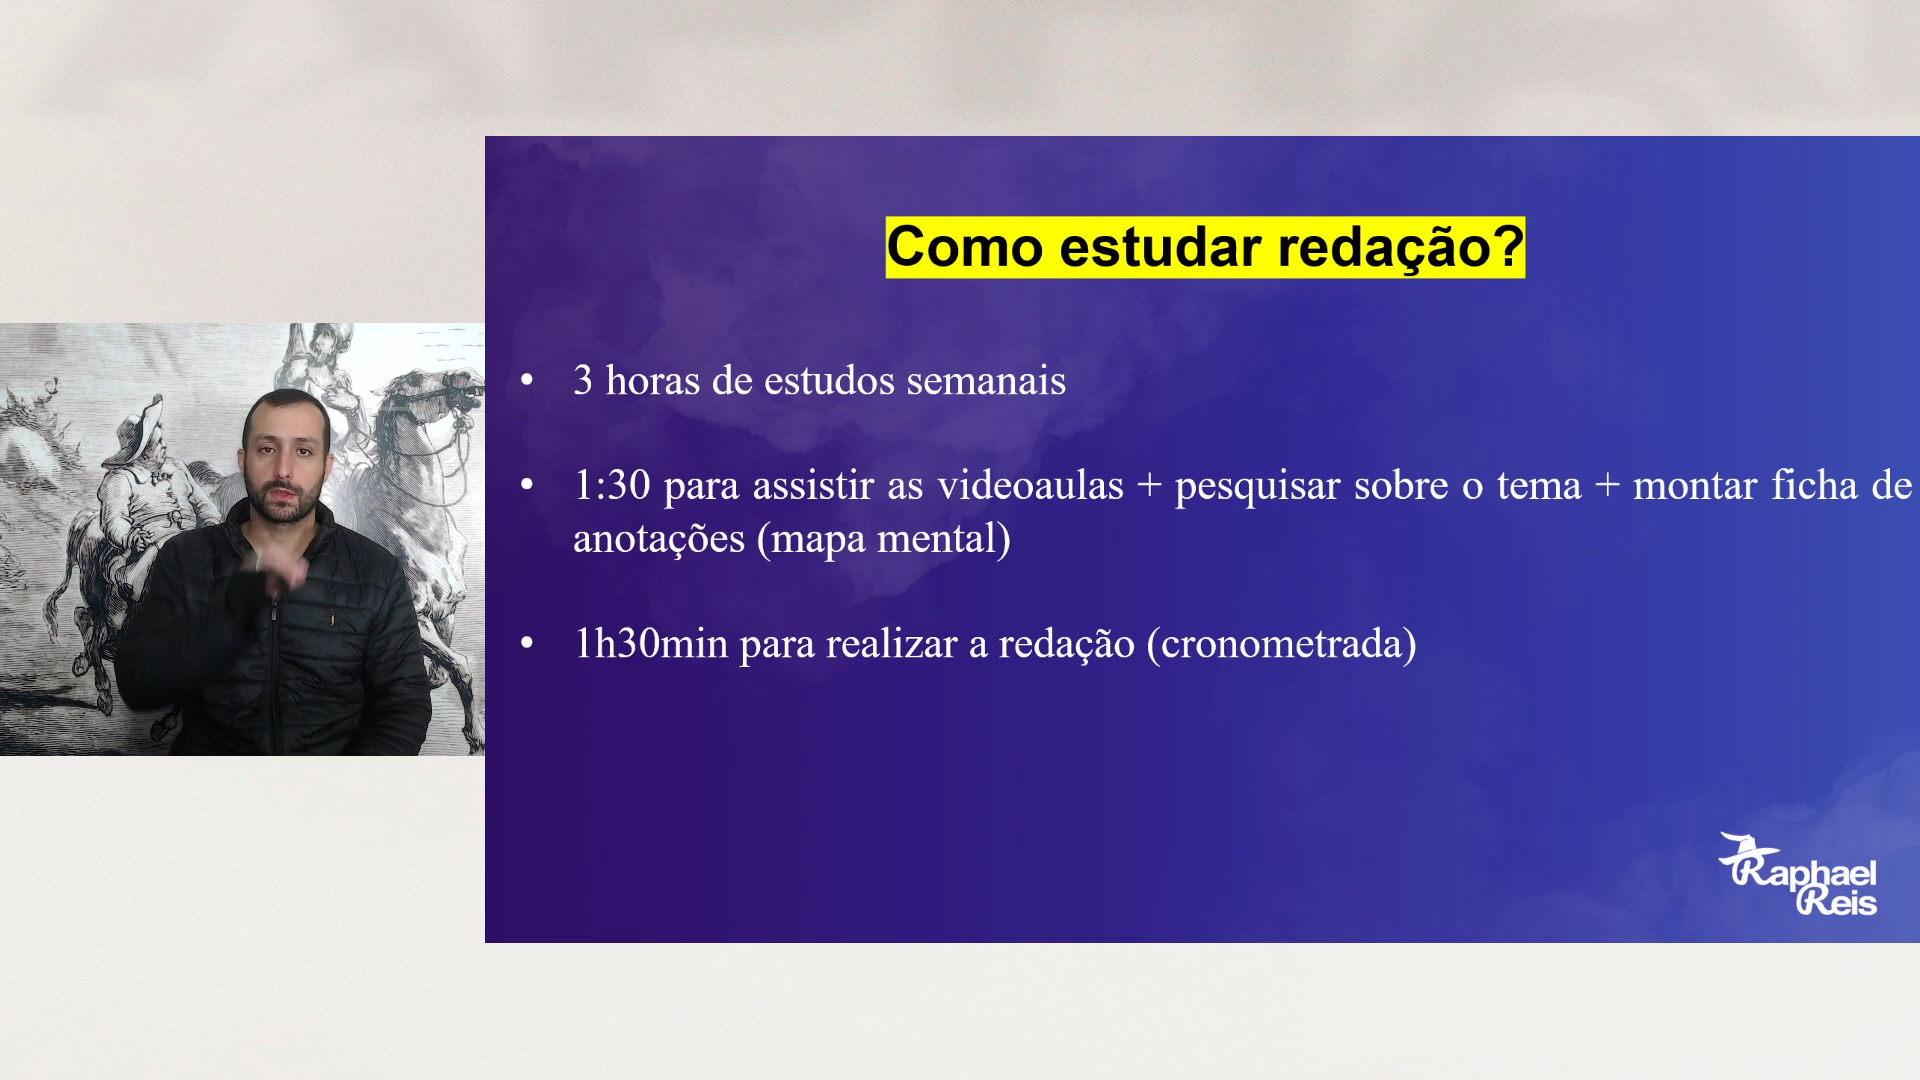 Como estudar redação?
• 3 horas de estudos semanais
• 1:30 para assistir as videoaulas + pesquisar sobre o tema + montar ficha de
anotações (mapa mental)
• 1h30min para realizar a redação (cronometrada)
Raphael
Reis